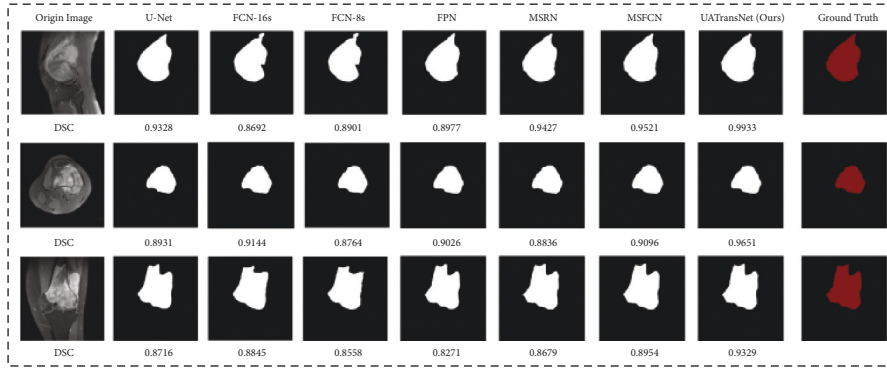 Origin Image U-Net FCN-16s FCN-8s FPN MSRN MSFCN UATransNet (Ours) Ground Truth
DSC 0.9328 0.8692 0.8901 0.8977 0.9427 0.9521 0.9933
DSC 0.8931 0.9144 0.8764 0.9026 0.8836 0.9096 0.9651
DSC 0.8716 0.8845 0.8558 0.8271 0.8679 0.8954 0.9329